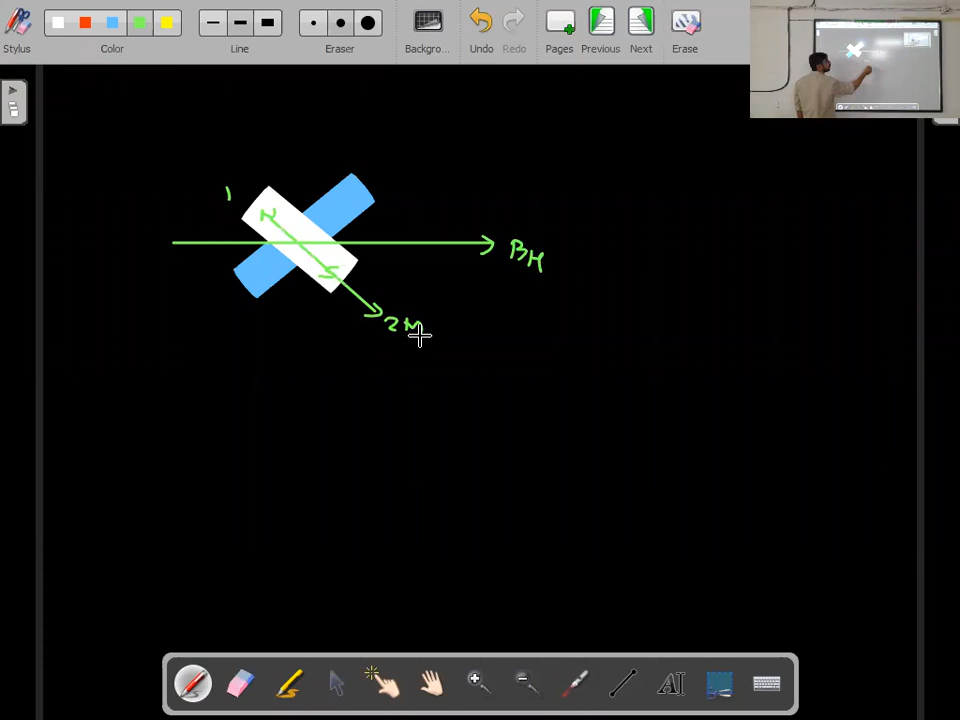 Stylus
Color
Line
Eraser
Backgro...
Undo
Redo
Pages
Previous
Next
Erase
BH
2M